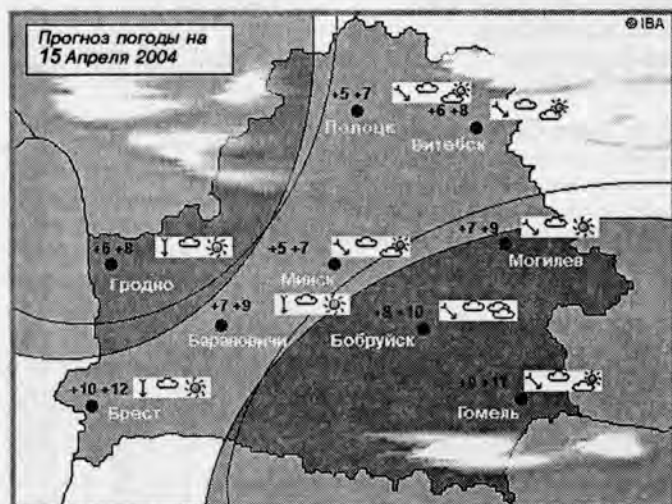 Прогноз погоды на
15 Апреля 2004
© IBA
+5 +7
Полоцк
+6 +8
Витебск
+6 +8
Гродно
+5 +7
Минск
+7 +9
Могилев
+7 +9
Барановичи
+8 +10
Бобруйск
+10 +12
Брест
+9 +11
Гомель